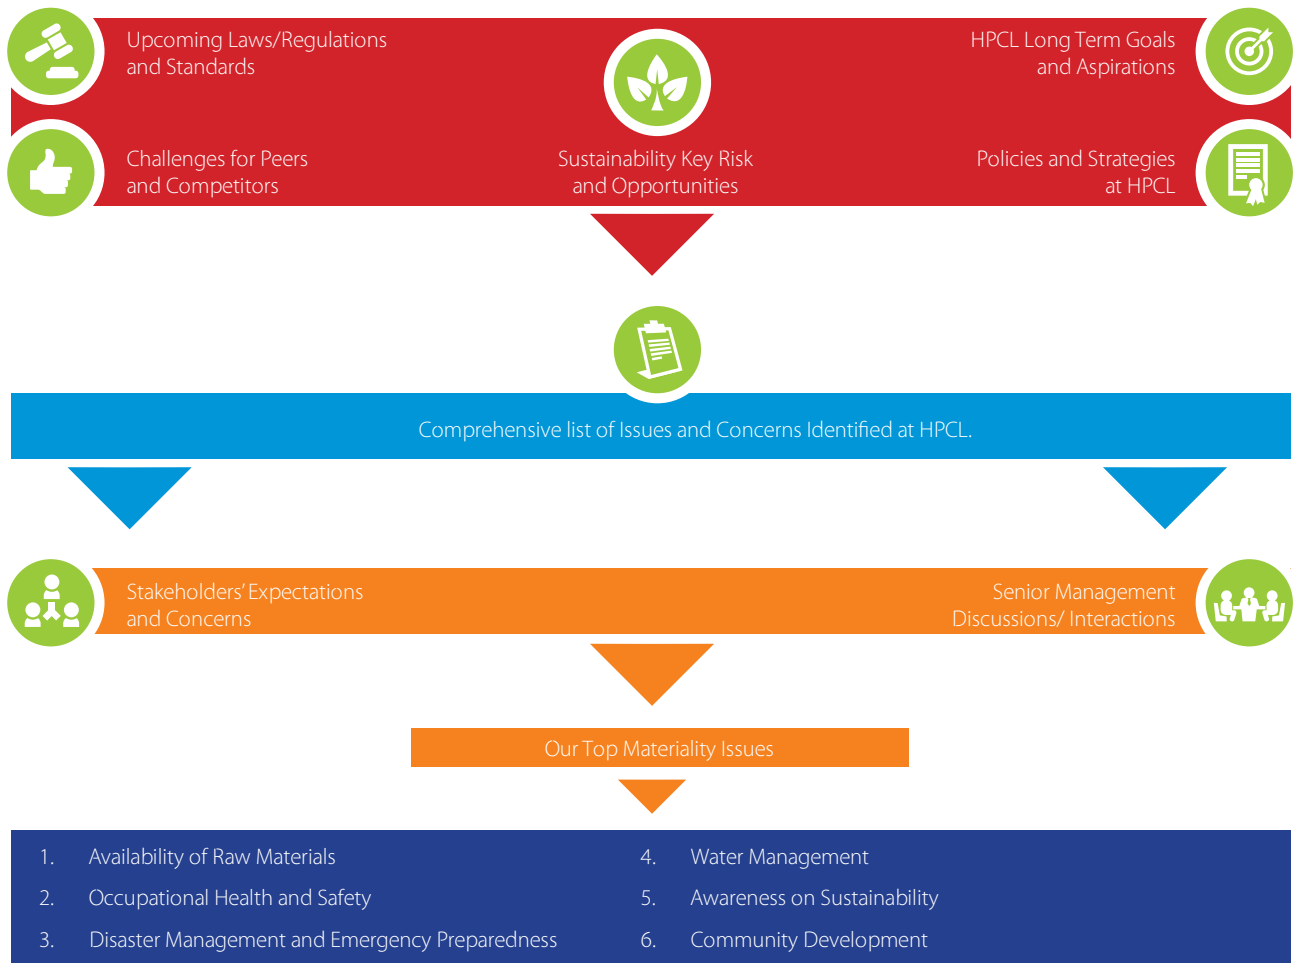 Upcoming Laws/Regulations
and Standards
HPCL Long Term Goals
and Aspirations
Challenges for Peers
and Competitors
Sustainability Key Risk
and Opportunities
Policies and Strategies
at HPCL
Comprehensive list of Issues and Concerns Identified at HPCL.
Stakeholders' Expectations
and Concerns
Senior Management
Discussions/ Interactions
Our Top Materiality Issues
1. Availability of Raw Materials
2. Occupational Health and Safety
3. Disaster Management and Emergency Preparedness
4. Water Management
5. Awareness on Sustainability
6. Community Development